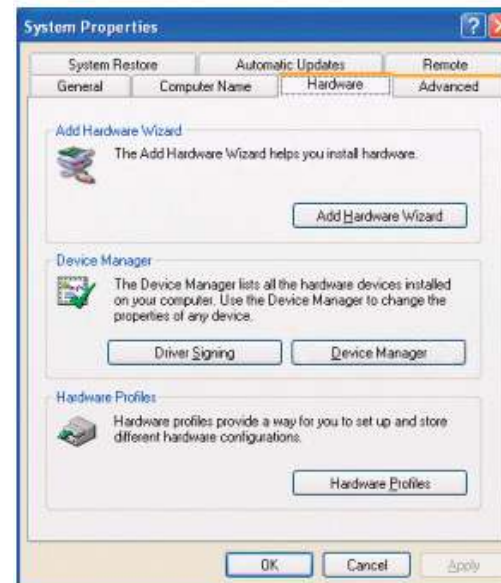 System Properties
System Restore Automatic Updates Remote
General Computer Name Hardware Advanced
Add Hardware Wizard
The Add Hardware Wizard helps you install hardware.
Add Hardware Wizard
Device Manager
The Device Manager lists all the hardware devices installed
on your computer. Use the Device Manager to change the
properties of any device.
Driver Signing Device Manager
Hardware Profiles
Hardware profiles provide a way for you to set up and store
different hardware configurations.
Hardware Profiles
OK Cancel Apply